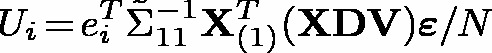 $U_i = e_i^T \tilde{\Sigma}_{11}^{-1} \mathbf{X}_{(1)}^T (\mathbf{XDV}) \boldsymbol{\varepsilon} / N$